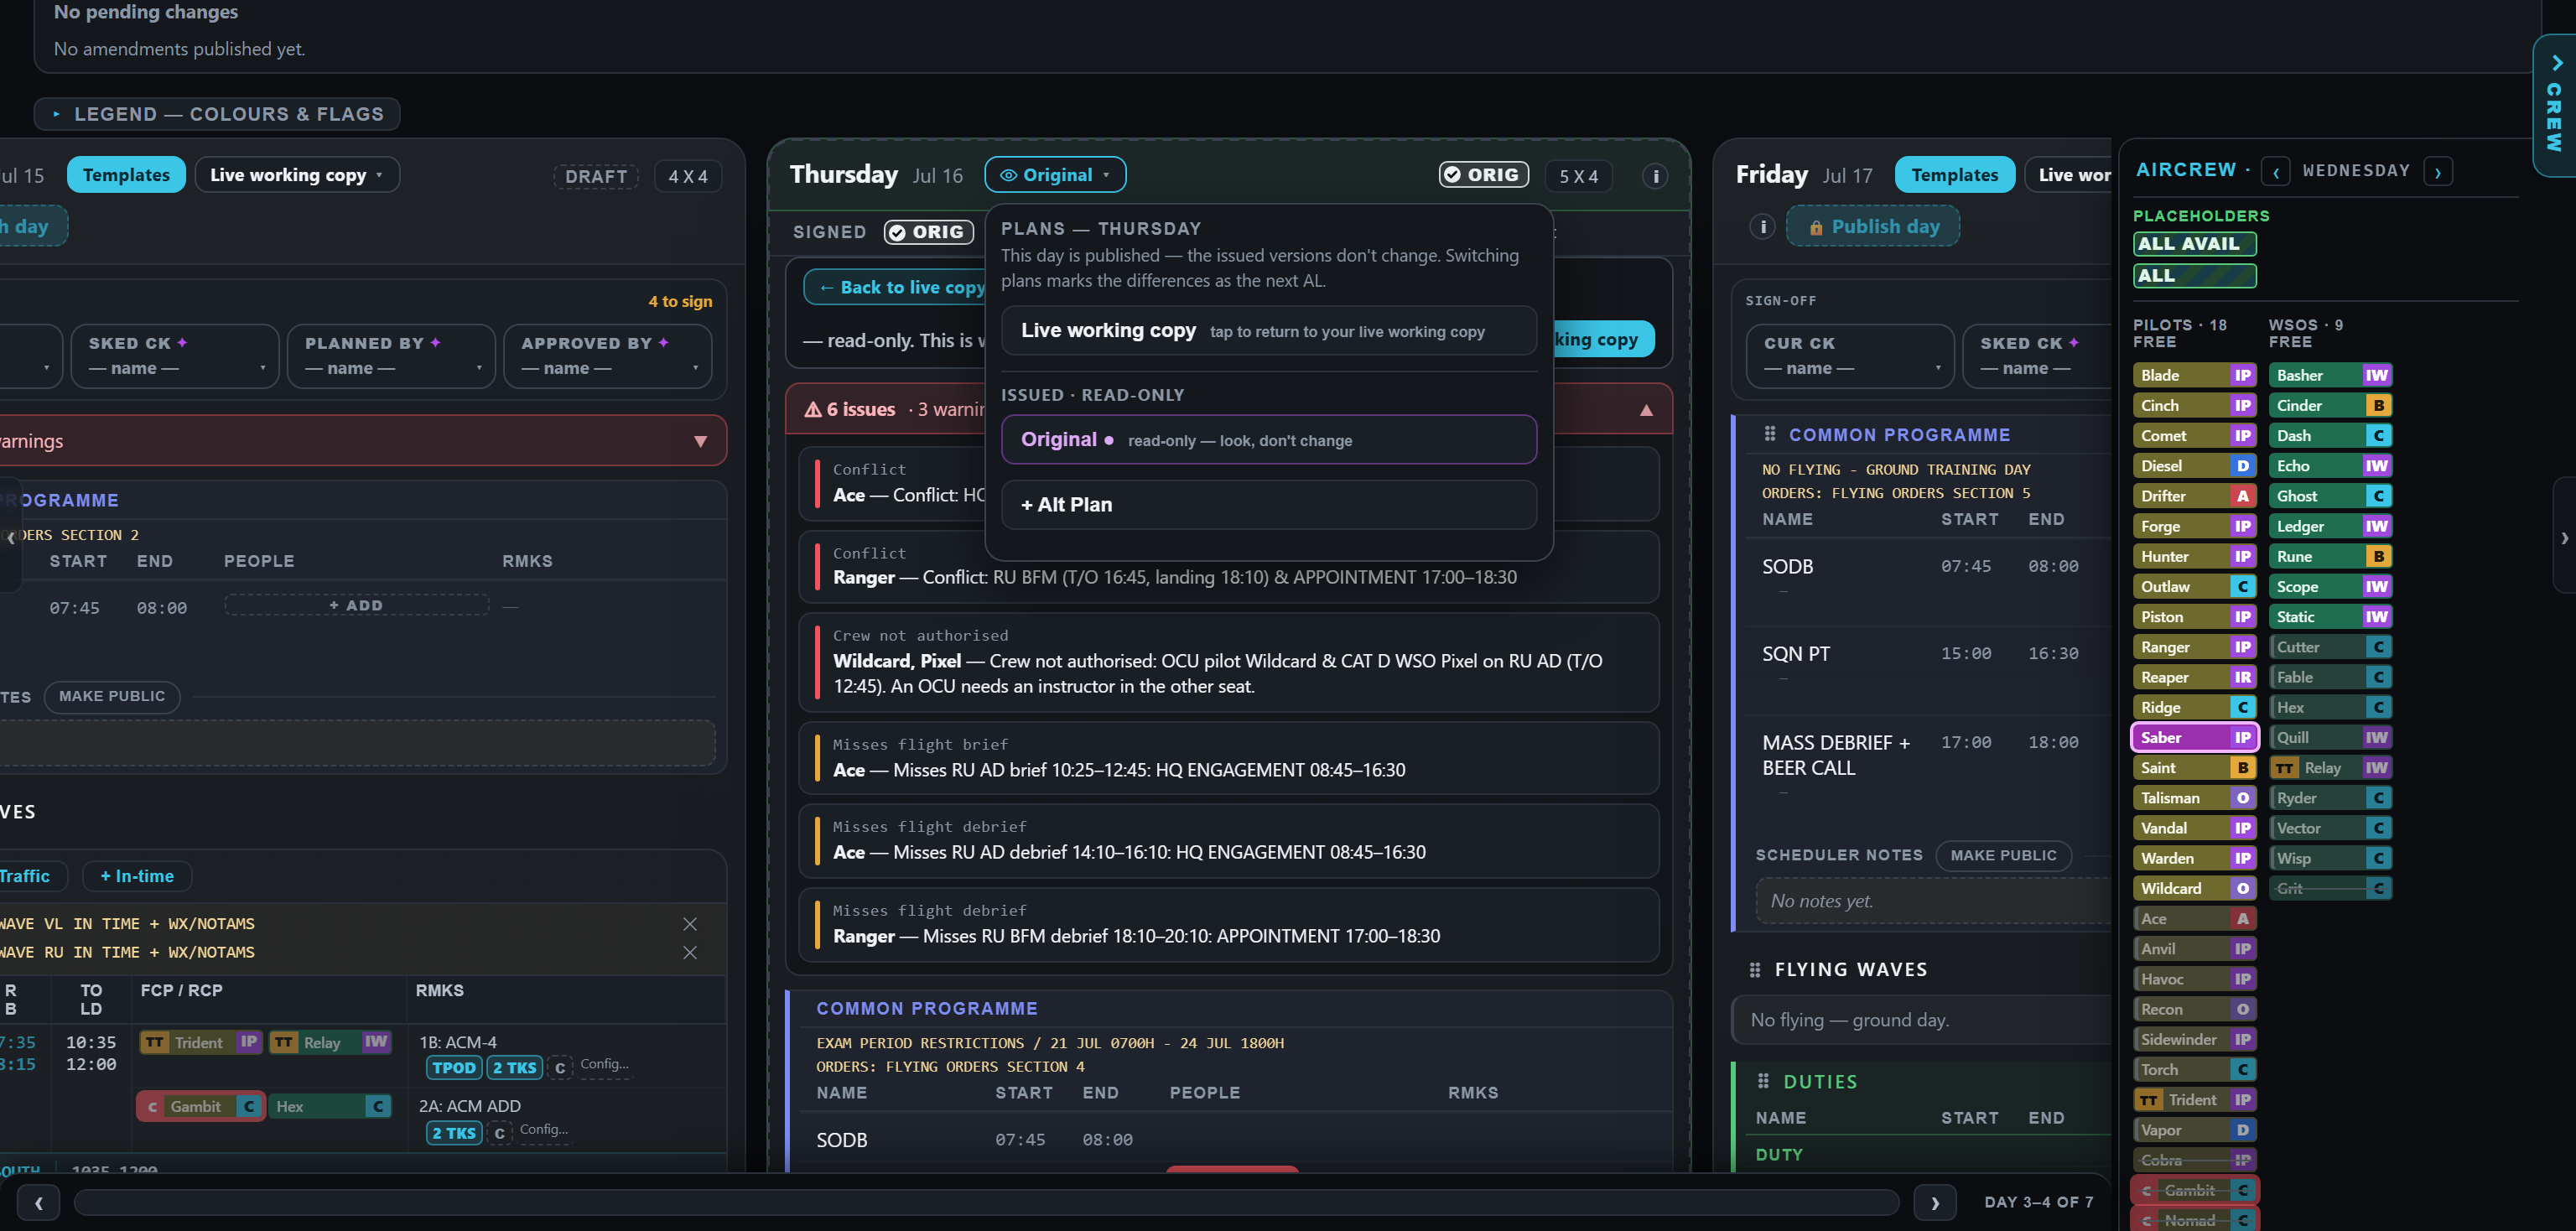 No pending changes
No amendments published yet.
▸ LEGEND — COLOURS & FLAGS
CREW
Jul 15
Templates
Live working copy
DRAFT
4 X 4
h day
4 to sign
SKED CK ✦
— name —
PLANNED BY ✦
— name —
APPROVED BY ✦
— name —
arnings
ROGRAMME
ORDERS SECTION 2
START END PEOPLE RMKS
07:45 08:00 + ADD —
TES MAKE PUBLIC
VES
Traffic
+ In-time
WAVE VL IN TIME + WX/NOTAMS
WAVE RU IN TIME + WX/NOTAMS
R
B
TO
LD
FCP / RCP
RMKS
7:35
8:15
10:35
12:00
TT Trident IP
TT Relay IW
1B: ACM-4
TPOD 2 TKS C Config...
C Gambit C
Hex C
2A: ACM ADD
2 TKS C Config...
SOUTH 1035-1200
Thursday Jul 16
Original
ORIG
5 X 4
i
SIGNED ORIG
← Back to live copy
— read-only. This is w
king copy
PLANS — THURSDAY
This day is published — the issued versions don't change. Switching
plans marks the differences as the next AL.
Live working copy tap to return to your live working copy
ISSUED · READ-ONLY
Original ● read-only — look, don't change
+ Alt Plan
6 issues · 3 warnin
Conflict
Ace — Conflict: HQ
Conflict
Ranger — Conflict: RU BFM (T/O 16:45, landing 18:10) & APPOINTMENT 17:00–18:30
Crew not authorised
Wildcard, Pixel — Crew not authorised: OCU pilot Wildcard & CAT D WSO Pixel on RU AD (T/O
12:45). An OCU needs an instructor in the other seat.
Misses flight brief
Ace — Misses RU AD brief 10:25–12:45: HQ ENGAGEMENT 08:45–16:30
Misses flight debrief
Ace — Misses RU AD debrief 14:10–16:10: HQ ENGAGEMENT 08:45–16:30
Misses flight debrief
Ranger — Misses RU BFM debrief 18:10–20:10: APPOINTMENT 17:00–18:30
COMMON PROGRAMME
EXAM PERIOD RESTRICTIONS / 21 JUL 0700H - 24 JUL 1800H
ORDERS: FLYING ORDERS SECTION 4
NAME START END PEOPLE RMKS
SODB 07:45 08:00
Friday Jul 17
Templates
Live wor
i
Publish day
SIGN-OFF
CUR CK
— name —
SKED CK ✦
— name —
COMMON PROGRAMME
NO FLYING - GROUND TRAINING DAY
ORDERS: FLYING ORDERS SECTION 5
NAME START END
SODB 07:45 08:00
—
SQN PT 15:00 16:30
—
MASS DEBRIEF + 17:00 18:00
BEER CALL
—
SCHEDULER NOTES MAKE PUBLIC
No notes yet.
FLYING WAVES
No flying — ground day.
DUTIES
NAME START END
DUTY
AIRCREW · ‹ WEDNESDAY ›
PLACEHOLDERS
ALL AVAIL
ALL
PILOTS · 18
FREE
WSOS · 9
FREE
Blade IP Basher IW
Cinch IP Cinder B
Comet IP Dash C
Diesel D Echo IW
Drifter A Ghost C
Forge IP Ledger IW
Hunter IP Rune B
Outlaw C Scope IW
Piston IP Static IW
Ranger IP Cutter C
Reaper IR Fable C
Ridge C Hex C
Saber IP Quill IW
Saint B TT Relay IW
Talisman O Ryder C
Vandal IP Vector C
Warden IP Wisp C
Wildcard O Grit C
Ace A
Anvil IP
Havoc IP
Recon O
Sidewinder IP
Torch C
TT Trident IP
Vapor D
Cobra IP
C Gambit C
C Nomad C
DAY 3–4 OF 7